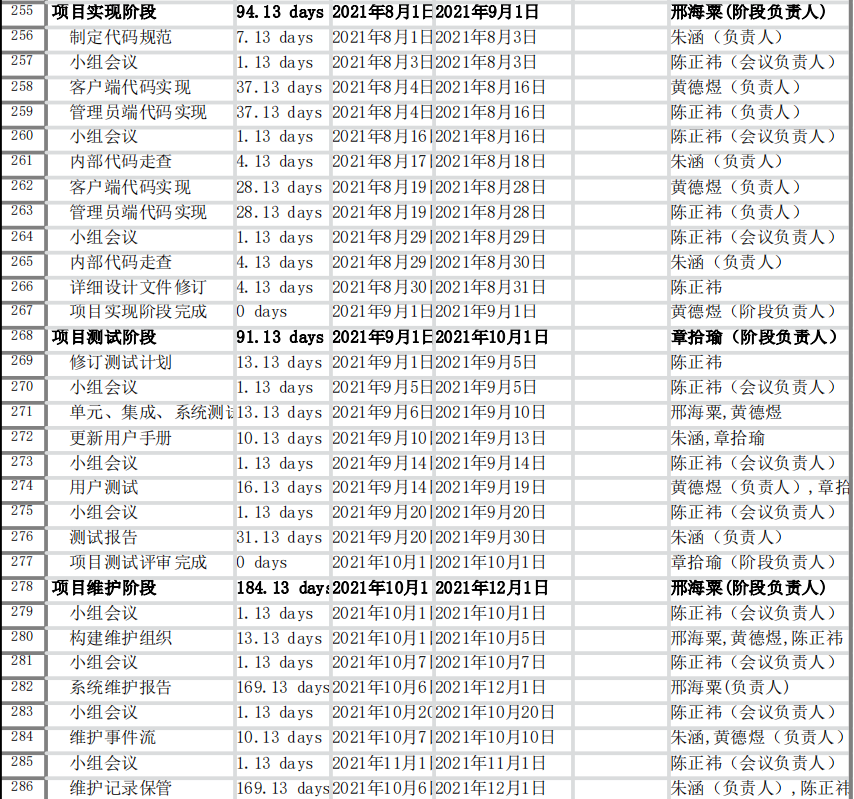 255 项目实现阶段 94.13 days 2021年8月1日 2021年9月1日 邢海粟(阶段负责人)
256 制定代码规范 7.13 days 2021年8月1日 2021年8月3日 朱涵（负责人）
257 小组会议 1.13 days 2021年8月3日 2021年8月3日 陈正祎（会议负责人）
258 客户端代码实现 37.13 days 2021年8月4日 2021年8月16日 黄德煜（负责人）
259 管理员端代码实现 37.13 days 2021年8月4日 2021年8月16日 陈正祎（负责人）
260 小组会议 1.13 days 2021年8月16 2021年8月16日 陈正祎（会议负责人）
261 内部代码走查 4.13 days 2021年8月17 2021年8月18日 朱涵（负责人）
262 客户端代码实现 28.13 days 2021年8月19 2021年8月28日 黄德煜（负责人）
263 管理员端代码实现 28.13 days 2021年8月19 2021年8月28日 陈正祎（负责人）
264 小组会议 1.13 days 2021年8月29 2021年8月29日 陈正祎（会议负责人）
265 内部代码走查 4.13 days 2021年8月29 2021年8月30日 朱涵（负责人）
266 详细设计文件修订 4.13 days 2021年8月30 2021年8月31日 陈正祎
267 项目实现阶段完成 0 days 2021年9月1日 2021年9月1日 黄德煜（阶段负责人）
268 项目测试阶段 91.13 days 2021年9月1日 2021年10月1日 章拾瑜（阶段负责人）
269 修订测试计划 13.13 days 2021年9月1日 2021年9月5日 陈正祎
270 小组会议 1.13 days 2021年9月5日 2021年9月5日 陈正祎（会议负责人）
271 单元、集成、系统测试 13.13 days 2021年9月6日 2021年9月10日 邢海粟,黄德煜
272 更新用户手册 10.13 days 2021年9月10 2021年9月13日 朱涵,章拾瑜
273 小组会议 1.13 days 2021年9月14 2021年9月14日 陈正祎（会议负责人）
274 用户测试 16.13 days 2021年9月14 2021年9月19日 黄德煜（负责人）,章拾
275 小组会议 1.13 days 2021年9月20 2021年9月20日 陈正祎（会议负责人）
276 测试报告 31.13 days 2021年9月20 2021年9月30日 朱涵（负责人）
277 项目测试评审完成 0 days 2021年10月1 2021年10月1日 章拾瑜（阶段负责人）
278 项目维护阶段 184.13 days 2021年10月1 2021年12月1日 邢海粟(阶段负责人)
279 小组会议 1.13 days 2021年10月1 2021年10月1日 陈正祎（会议负责人）
280 构建维护组织 13.13 days 2021年10月1 2021年10月5日 邢海粟,黄德煜,陈正祎
281 小组会议 1.13 days 2021年10月7 2021年10月7日 陈正祎（会议负责人）
282 系统维护报告 169.13 days 2021年10月6 2021年12月1日 邢海粟(负责人)
283 小组会议 1.13 days 2021年10月20 2021年10月20日 陈正祎（会议负责人）
284 维护事件流 10.13 days 2021年10月7 2021年10月10日 朱涵,黄德煜（负责人）
285 小组会议 1.13 days 2021年11月1 2021年11月1日 陈正祎（会议负责人）
286 维护记录保管 169.13 days 2021年10月6 2021年12月1日 朱涵（负责人）,陈正祎